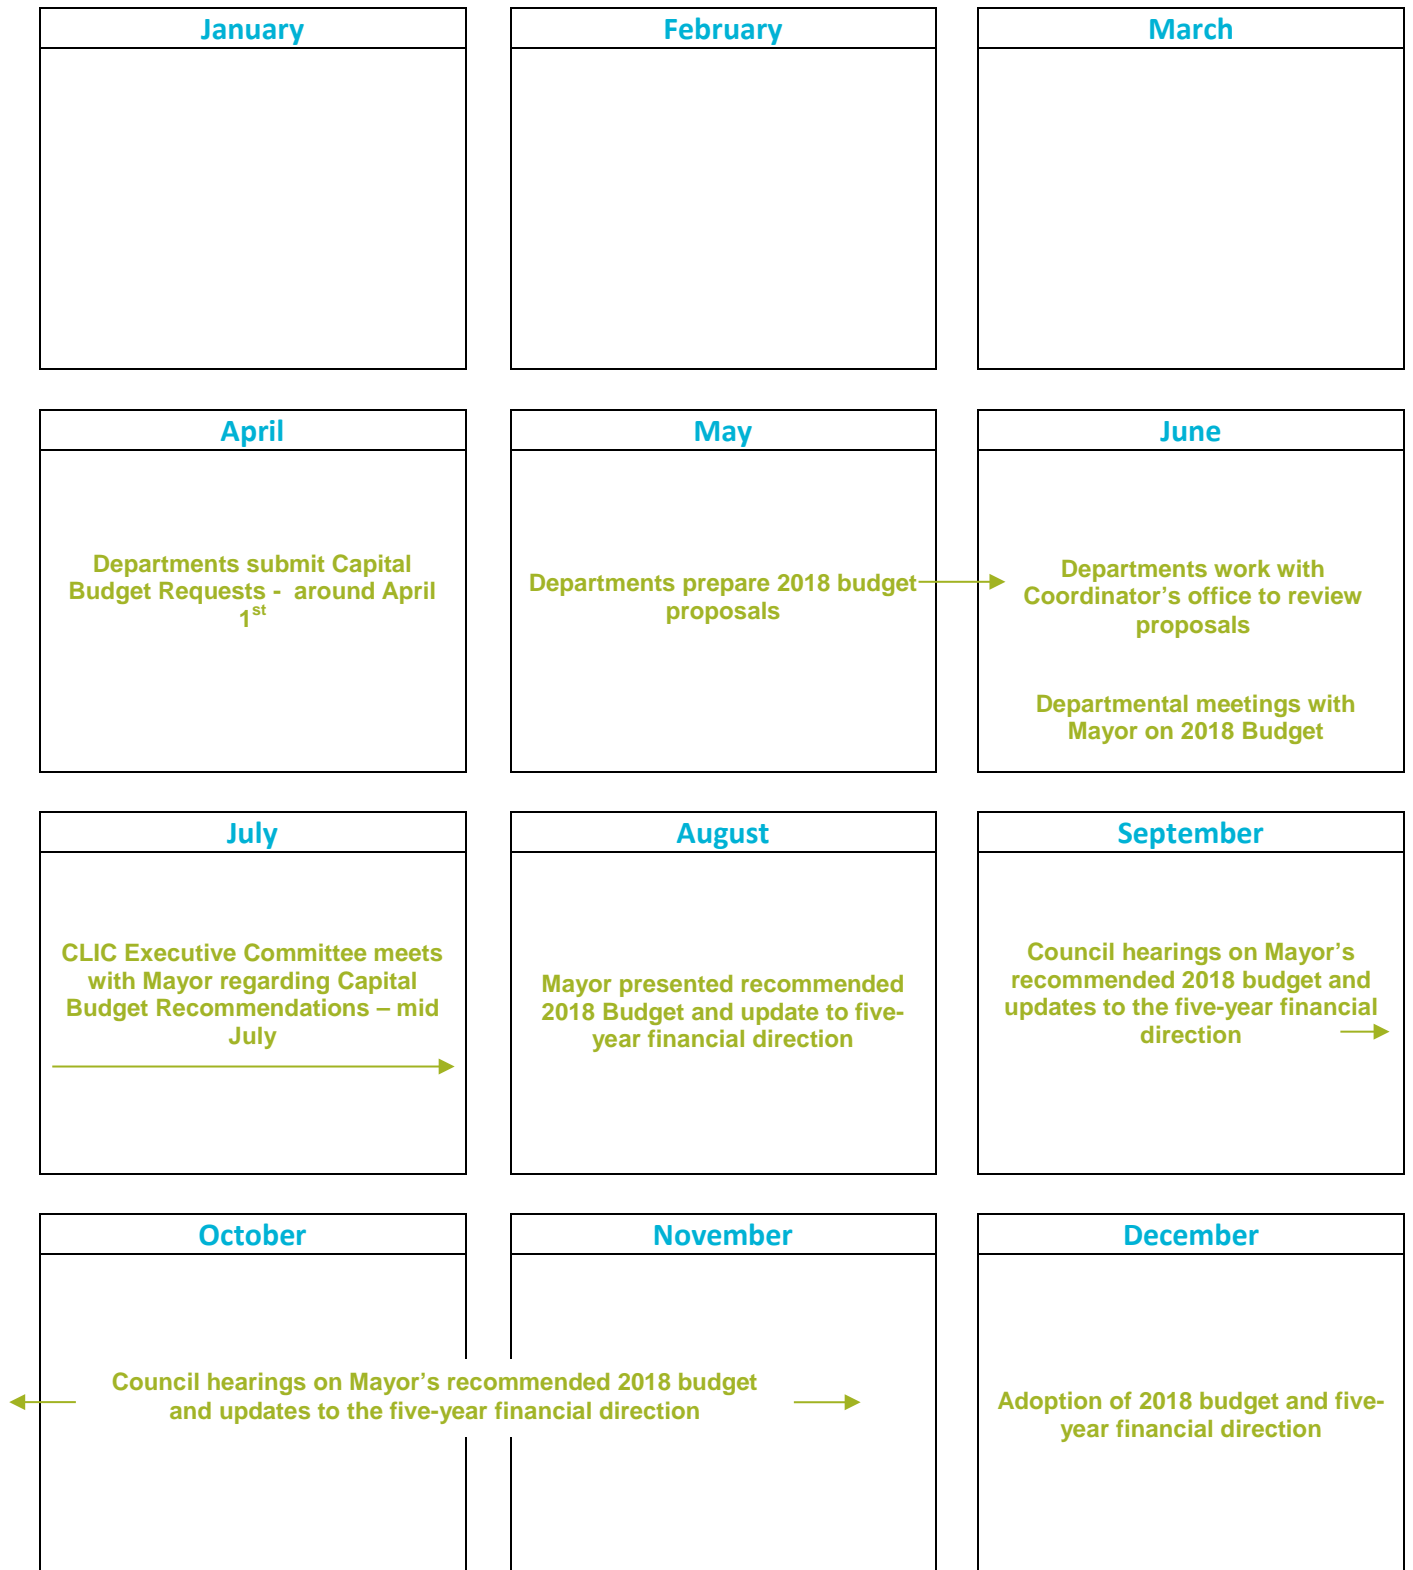 January
February
March
April
May
June
Departments submit Capital
Budget Requests -  around April
1st
Departments prepare 2018 budget
proposals
Departments work with
Coordinator’s office to review
proposals
Departmental meetings with
Mayor on 2018 Budget
July
August
September
CLIC Executive Committee meets
with Mayor regarding Capital
Budget Recommendations – mid
July
Mayor presented recommended
2018 Budget and update to five-
year financial direction
Council hearings on Mayor’s
recommended 2018 budget and
updates to the five-year financial
direction
October
November
December
Council hearings on Mayor’s recommended 2018 budget
and updates to the five-year financial direction
Adoption of 2018 budget and five-
year financial direction